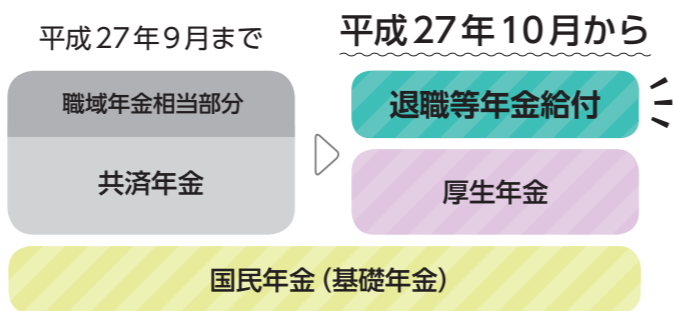 平成27年9月まで
平成27年10月から
職域年金相当部分
退職等年金給付
共済年金
厚生年金
国民年金(基礎年金)